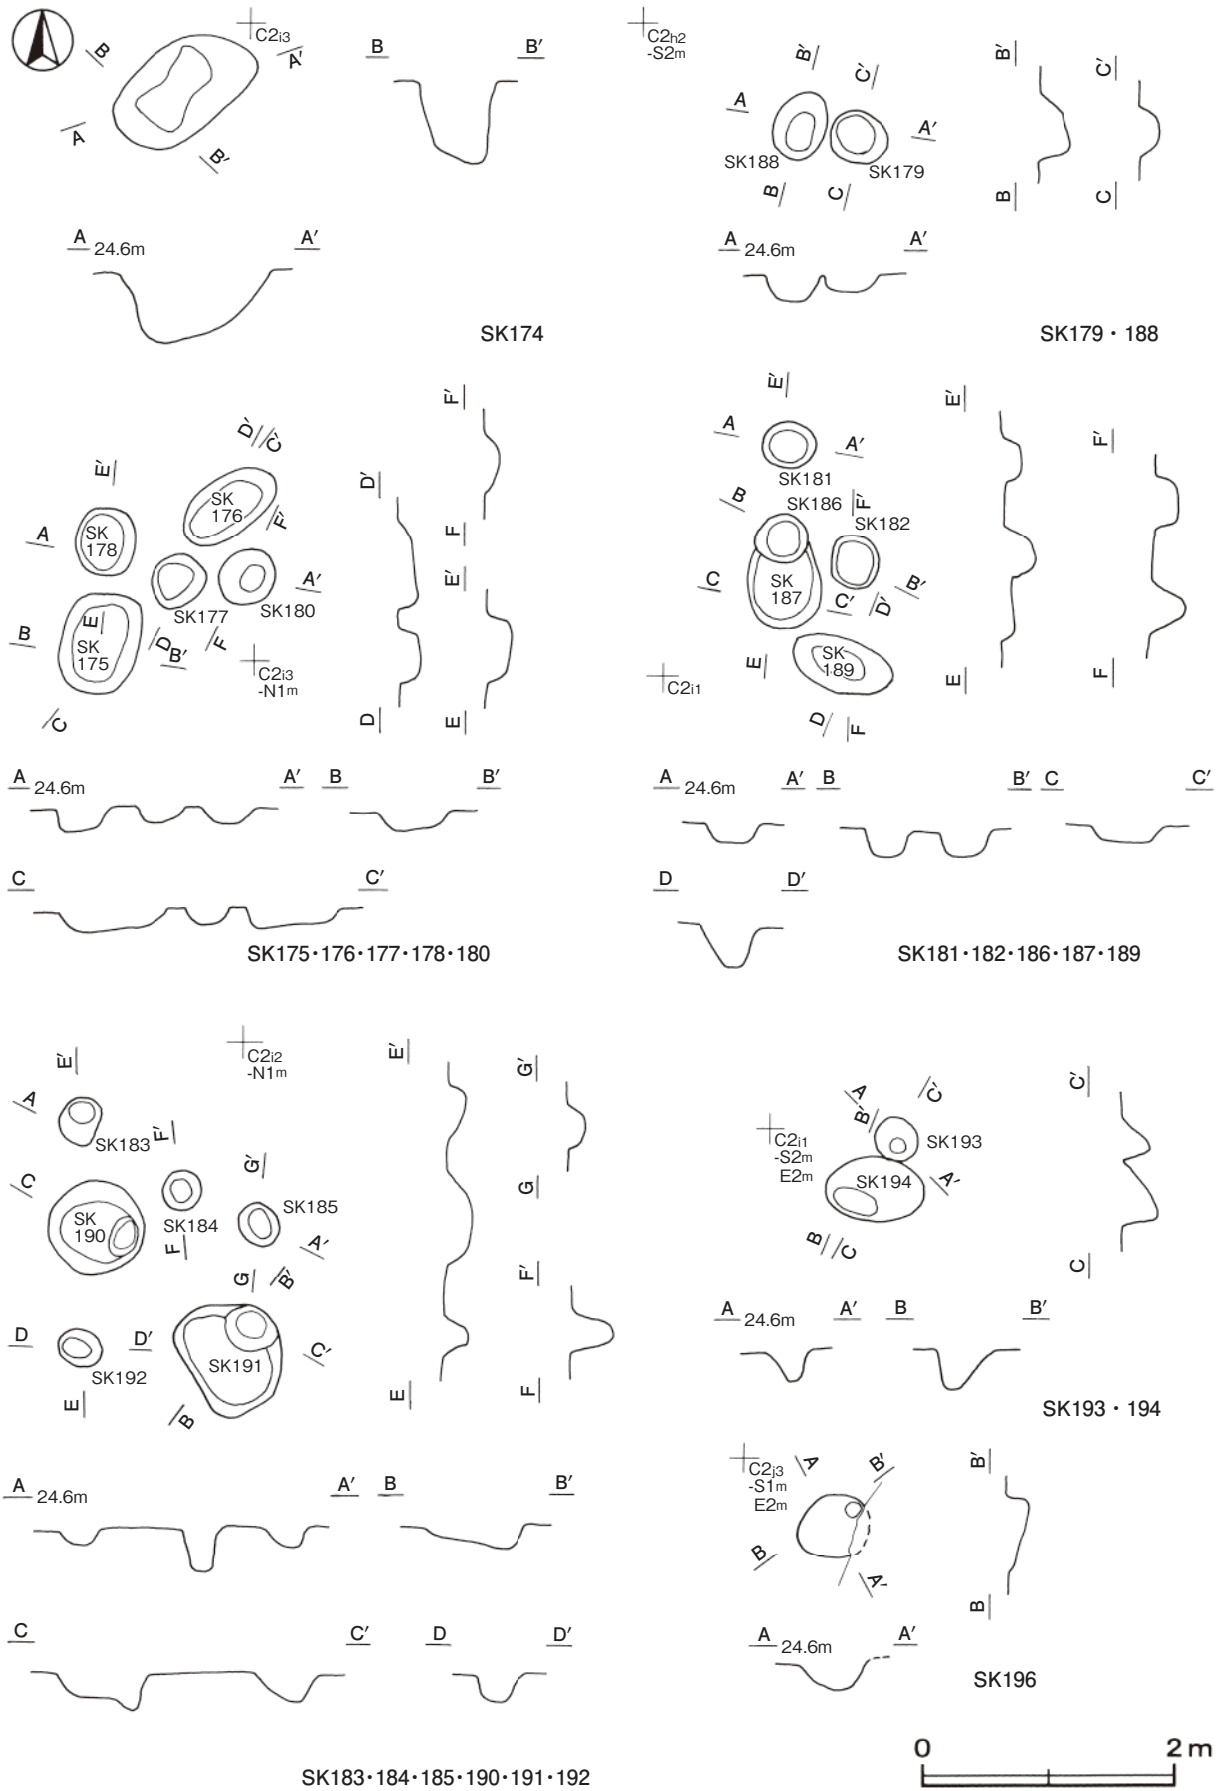 C2i3
B
A′
A
B′
B
B′
A 24.6m
A′
SK174
C2h2
-S2m
B′
C′
A
A′
SK188
SK179
B
C
B′
B
C′
C
A 24.6m
A′
SK179・188
D′
C′
E′
A
SK
178
SK
176
F′
A′
SK177
SK180
B
E
SK
175
D
B′
F
C2i3
-N1m
C
D′
D
F′
F
E′
E
A 24.6m
A′
B
B′
C
C′
SK175・176・177・178・180
E′
A
A′
SK181
B
SK186
F′
SK182
C
SK
187
C′
D′
B′
E
SK
189
C2i1
D
F
E′
E
F′
F
A 24.6m
A′
B
B′
C
C′
D
D′
SK181・182・186・187・189
C2i2
-N1m
E′
A
SK183
F′
C
SK
190
SK184
F
G′
SK185
A′
G
B′
D
D′
SK192
SK191
C′
E
B
E′
E
G′
G
F′
F
A 24.6m
A′
B
B′
C
C′
D
D′
SK183・184・185・190・191・192
C2i1
-S2m
E2m
A
B′
C′
SK193
SK194
A′
B
C
C′
C
A 24.6m
A′
B
B′
SK193・194
C2j3
-S1m
E2m
A
B′
B
A′
B′
B
A 24.6m
A′
SK196
0
2 m